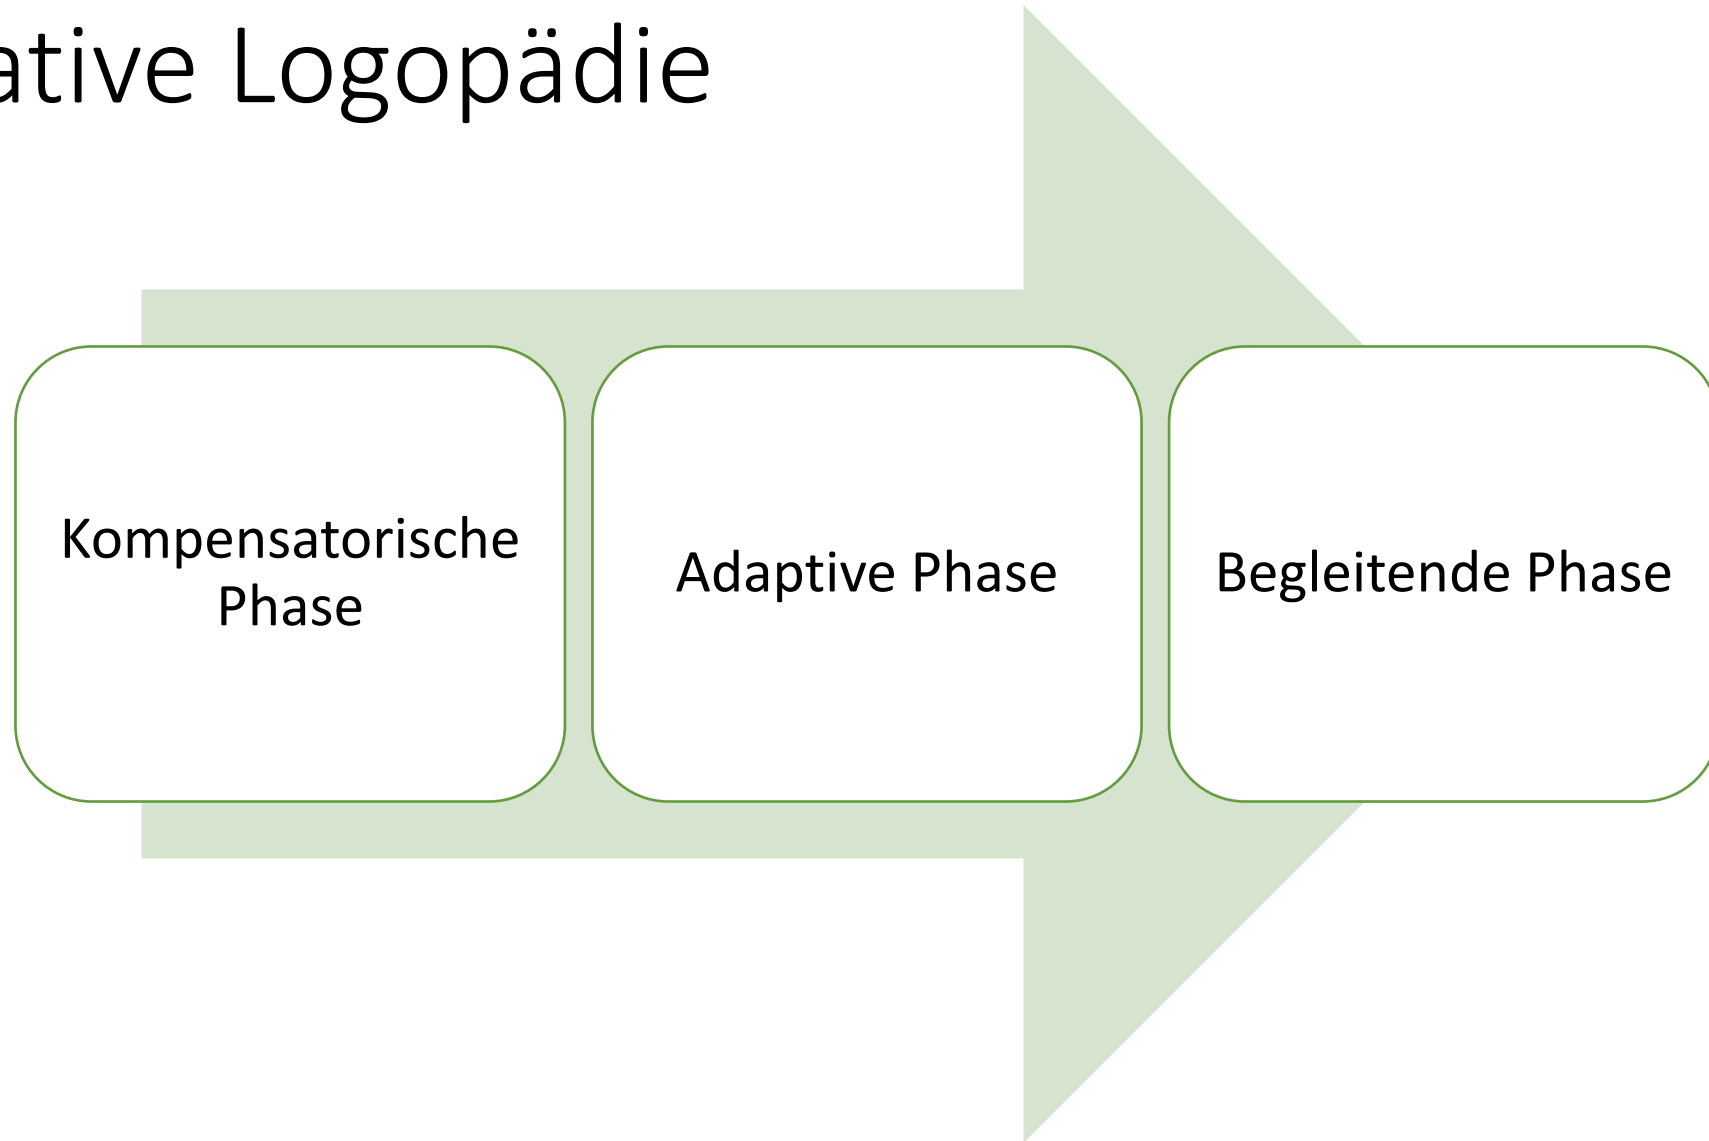 ative Logopädie
Kompensatorische
Phase
Adaptive Phase
Begleitende Phase